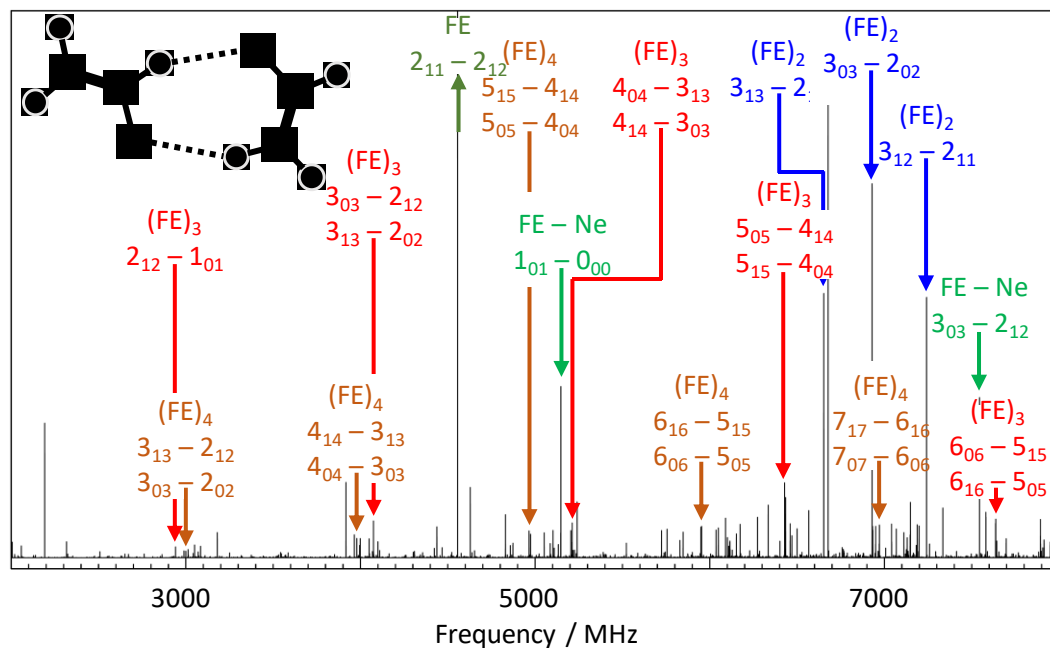 FE
2₁₁ – 2₁₂
(FE)₄
5₁₅ – 4₁₄
5₀₅ – 4₀₄
(FE)₃
4₀₄ – 3₁₃
4₁₄ – 3₀₃
(FE)₂
3₁₃ – 2
(FE)₂
3₀₃ – 2₀₂
(FE)₂
3₁₂ – 2₁₁
(FE)₃
3₀₃ – 2₁₂
3₁₃ – 2₀₂
(FE)₃
2₁₂ – 1₀₁
FE – Ne
1₀₁ – 0₀₀
(FE)₃
5₀₅ – 4₁₄
5₁₅ – 4₀₄
FE – Ne
3₀₃ – 2₁₂
(FE)₄
3₁₃ – 2₁₂
3₀₃ – 2₀₂
(FE)₄
4₁₄ – 3₁₃
4₀₄ – 3₀₃
(FE)₄
6₁₆ – 5₁₅
6₀₆ – 5₀₅
(FE)₄
7₁₇ – 6₁₆
7₀₇ – 6₀₆
(FE)₃
6₀₆ – 5₁₅
6₁₆ – 5₀₅
3000
5000
7000
Frequency / MHz